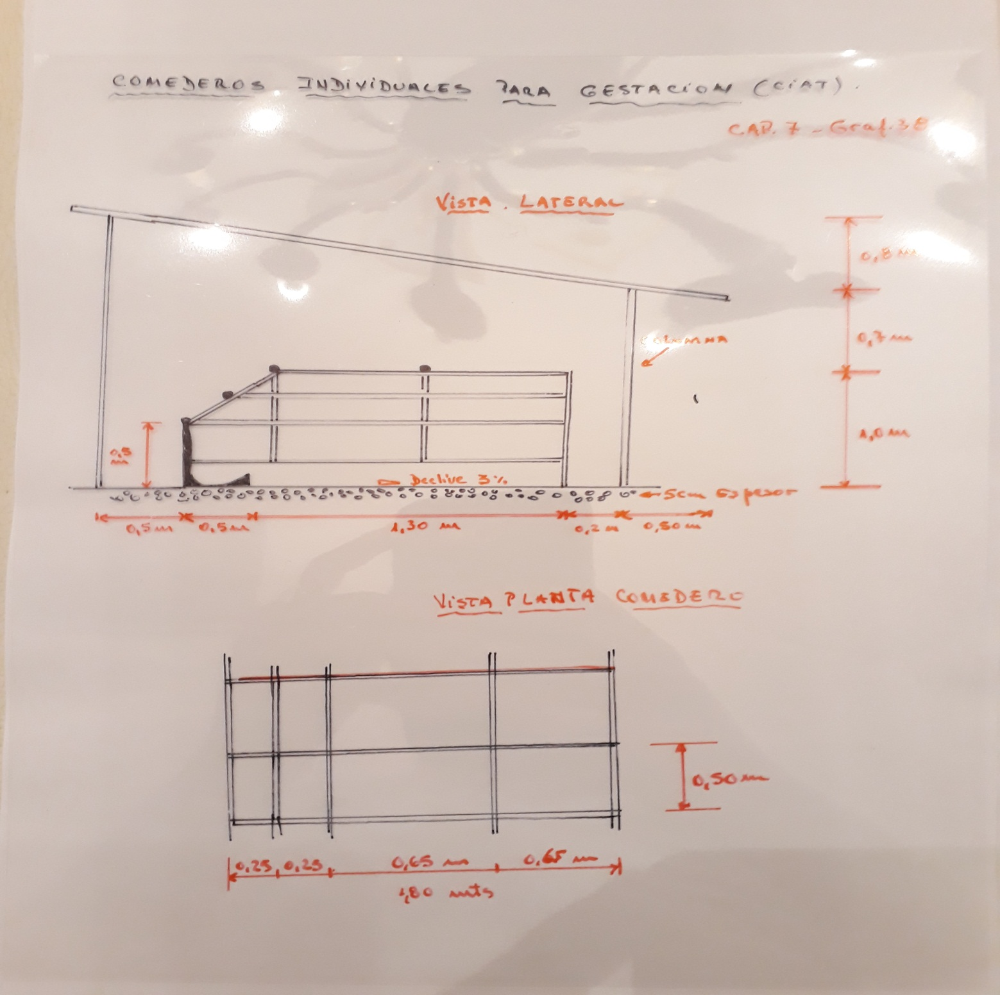 COMEDEROS INDIVIDUALES PARA GESTACION (CIAT).
CAP. 7 - Graf. 38
VISTA LATERAL
0,8 m
0,7 m
COLUMNA
1,0 m
0,5 m
Declive 3%
5cm Espesor
0,5 m 0,5 m 1,30 m 0,2 m 0,50 m
VISTA PLANTA COMEDERO
0,50 m
0,25 0,25 0,65 m 0,65 m
1,80 mts